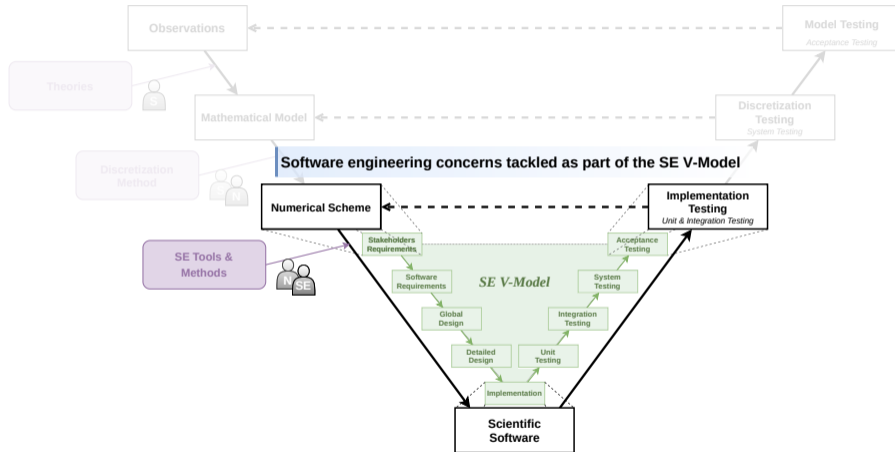 Observations
Model Testing
Acceptance Testing
Theories
S
Mathematical Model
Discretization
Testing
System Testing
Software engineering concerns tackled as part of the SE V-Model
Discretization
Method
N
Numerical Scheme
Implementation
Testing
Unit & Integration Testing
SE Tools &
Methods
N
SE
Stakeholders
Requirements
Acceptance
Testing
SE V-Model
Software
Requirements
System
Testing
Global
Design
Integration
Testing
Detailed
Design
Unit
Testing
Implementation
Scientific
Software